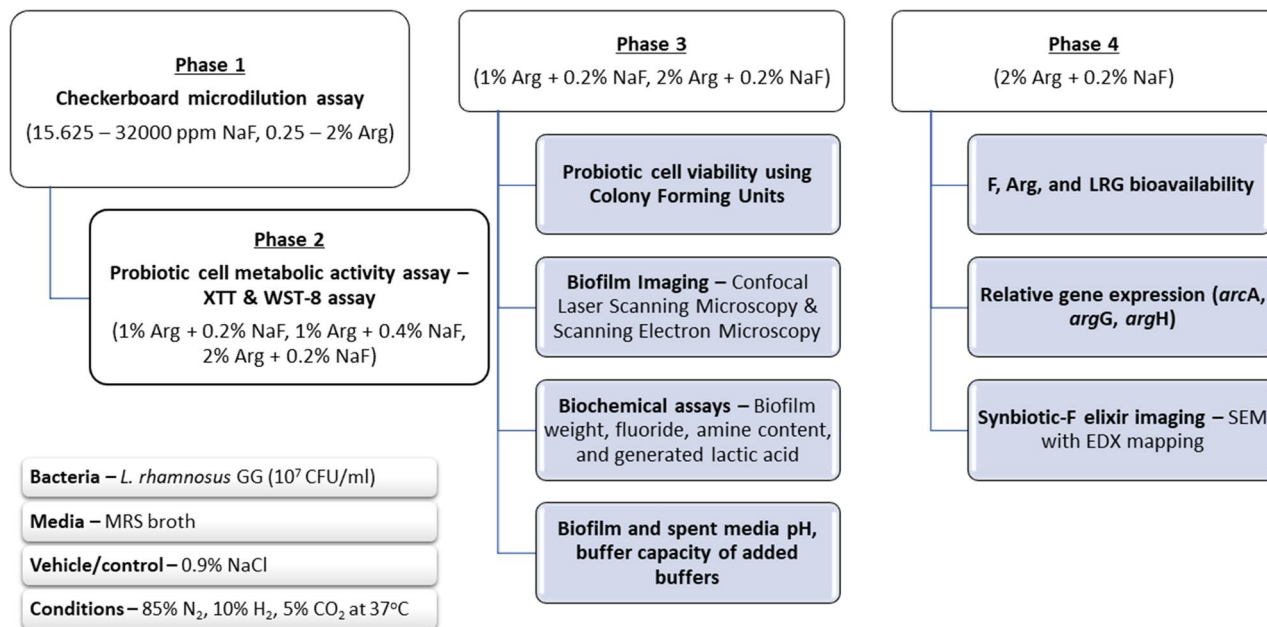 Phase 1
Checkerboard microdilution assay
(15.625 – 32000 ppm NaF, 0.25 – 2% Arg)
Phase 2
Probiotic cell metabolic activity assay –
XTT & WST-8 assay
(1% Arg + 0.2% NaF, 1% Arg + 0.4% NaF,
2% Arg + 0.2% NaF)
Bacteria – L. rhamnosus GG (10⁷ CFU/ml)
Media – MRS broth
Vehicle/control – 0.9% NaCl
Conditions – 85% N₂, 10% H₂, 5% CO₂ at 37°C
Phase 3
(1% Arg + 0.2% NaF, 2% Arg + 0.2% NaF)
Probiotic cell viability using
Colony Forming Units
Biofilm Imaging – Confocal
Laser Scanning Microscopy &
Scanning Electron Microscopy
Biochemical assays – Biofilm
weight, fluoride, amine content,
and generated lactic acid
Biofilm and spent media pH,
buffer capacity of added
buffers
Phase 4
(2% Arg + 0.2% NaF)
F, Arg, and LRG bioavailability
Relative gene expression (arcA,
argG, argH)
Synbiotic-F elixir imaging – SEM
with EDX mapping